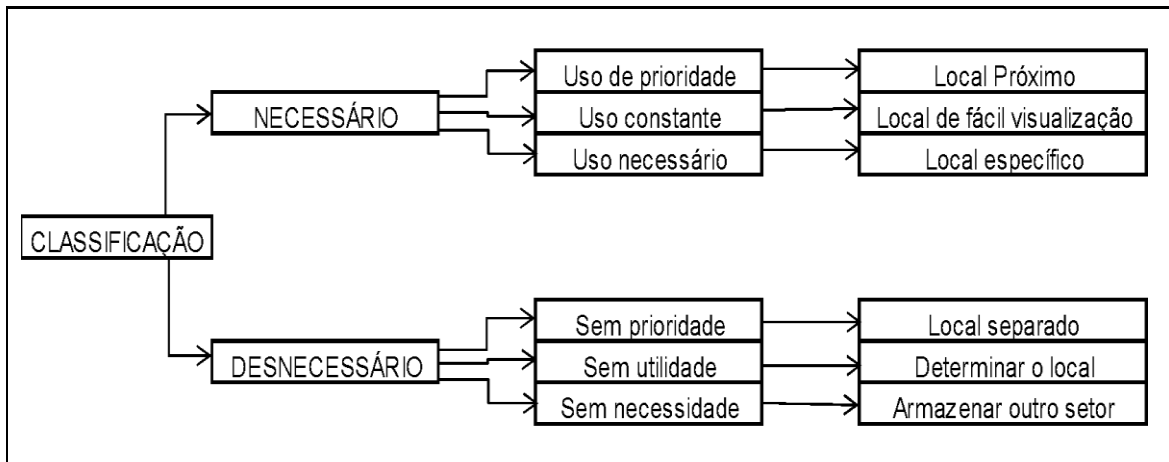 CLASSIFICAÇÃO
NECESSÁRIO
Uso de prioridade
Local Próximo
Uso constante
Local de fácil visualização
Uso necessário
Local específico
DESNECESSÁRIO
Sem prioridade
Local separado
Sem utilidade
Determinar o local
Sem necessidade
Armazenar outro setor